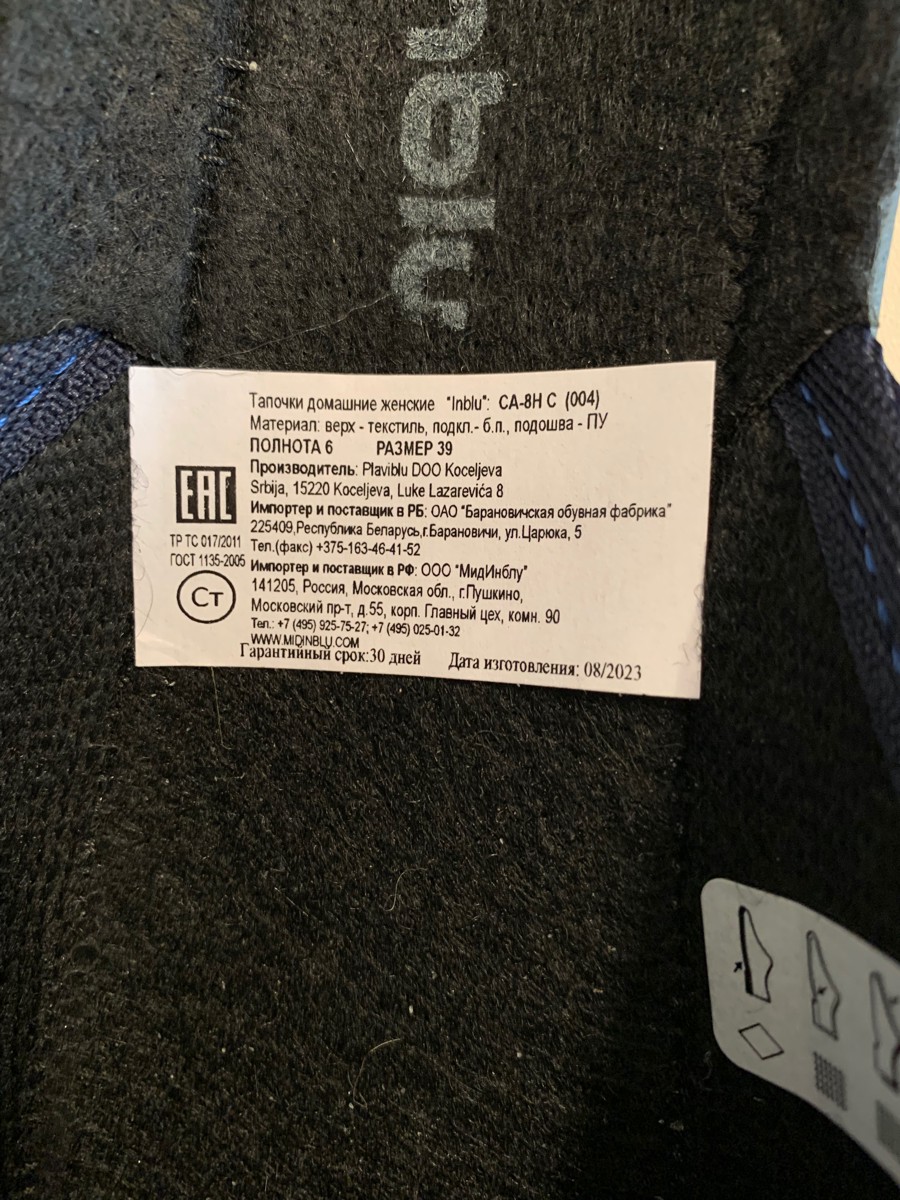 inblu
Тапочки домашние женские "Inblu": CA-8H C (004)
Материал: верх - текстиль, подкл.- б.п., подошва - ПУ
ПОЛНОТА 6 РАЗМЕР 39
Производитель: Plaviblu DOO Koceljeva
Srbija, 15220 Koceljeva, Luke Lazarevića 8
Импортер и поставщик в РБ: ОАО "Барановичская обувная фабрика"
225409,Республика Беларусь,г.Барановичи, ул.Царюка, 5
Тел.(факс) +375-163-46-41-52
Импортер и поставщик в РФ: ООО "МидИнблу"
141205, Россия, Московская обл., г.Пушкино,
Московский пр-т, д.55, корп. Главный цех, комн. 90
Тел.: +7 (495) 925-75-27; +7 (495) 025-01-32
WWW.MIDINBLU.COM
Гарантийный срок:30 дней Дата изготовления: 08/2023
EAC
ТР ТС 017/2011
ГОСТ 1135-2005
Ст